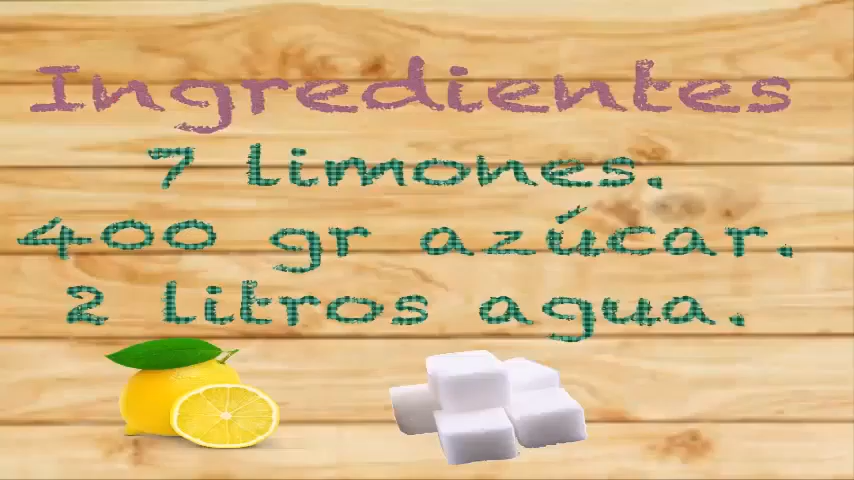 Ingredientes
7 limones.
400 gr azúcar.
2 litros agua.